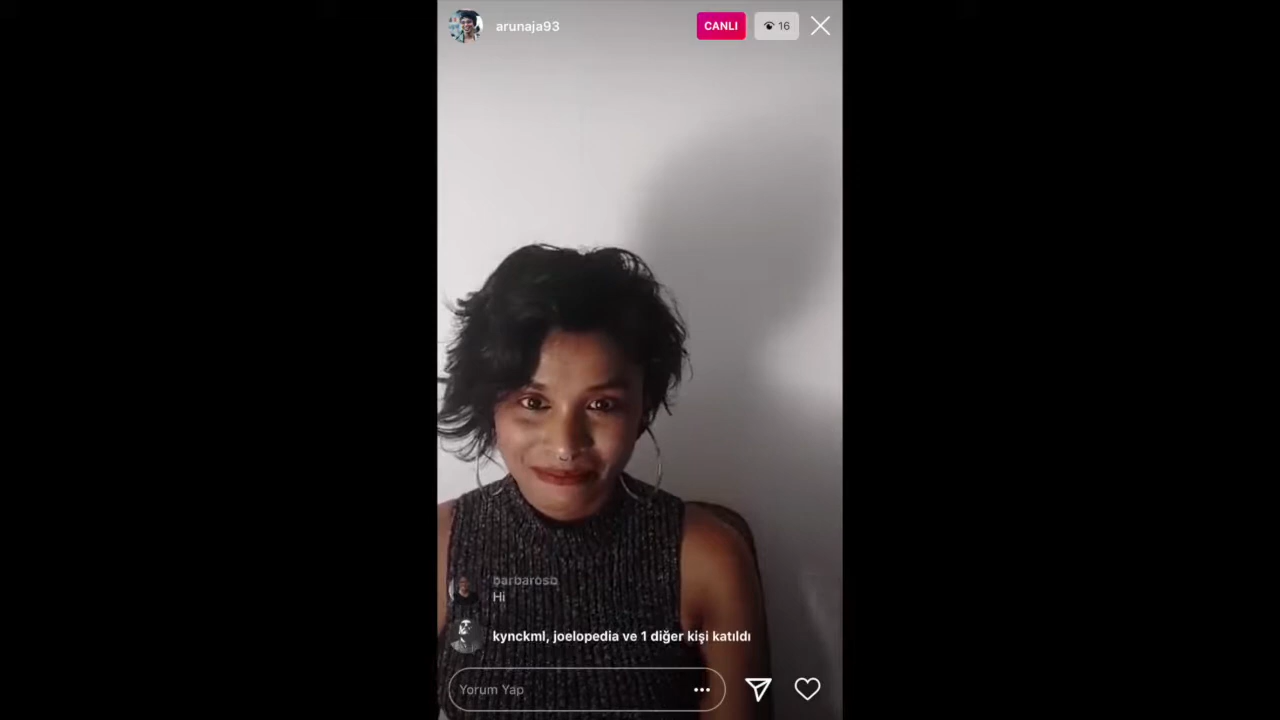 arunaja93
CANLI
16
barbaroso
Hi
kynckml, joelopedia ve 1 diğer kişi katıldı
Yorum Yap